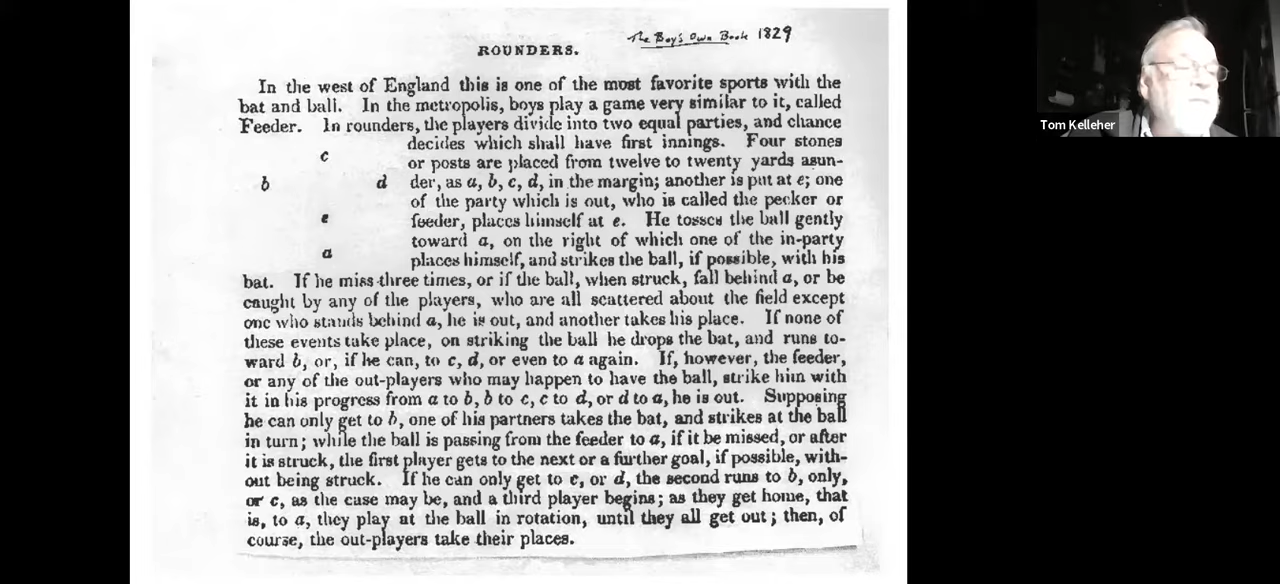 The Boy's Own Book 1829
ROUNDERS.
In the west of England this is one of the most favorite sports with the
bat and ball. In the metropolis, boys play a game very similar to it, called
Feeder. In rounders, the players divide into two equal parties, and chance
decides which shall have first innings. Four stones
or posts are placed from twelve to twenty yards asun-
der, as a, b, c, d, in the margin; another is put at e; one
of the party which is out, who is called the pecker or
feeder, places himself at e. He tosses the ball gently
toward a, on the right of which one of the in-party
places himself, and strikes the ball, if possible, with his
c
b d
e
a
bat. If he miss three times, or if the ball, when struck, fall behind a, or be
caught by any of the players, who are all scattered about the field except
one who stands behind a, he is out, and another takes his place. If none of
these events take place, on striking the ball he drops the bat, and runs to-
ward b, or, if he can, to c, d, or even to a again. If, however, the feeder,
or any of the out-players who may happen to have the ball, strike him with
it in his progress from a to b, b to c, c to d, or d to a, he is out. Supposing
he can only get to b, one of his partners takes the bat, and strikes at the ball
in turn; while the ball is passing from the feeder to a, if it be missed, or after
it is struck, the first player gets to the next or a further goal, if possible, with-
out being struck. If he can only get to c, or d, the second runs to b, only,
or c, as the case may be, and a third player begins; as they get home, that
is, to a, they play at the ball in rotation, until they all get out; then, of
course, the out-players take their places.
Tom Kelleher